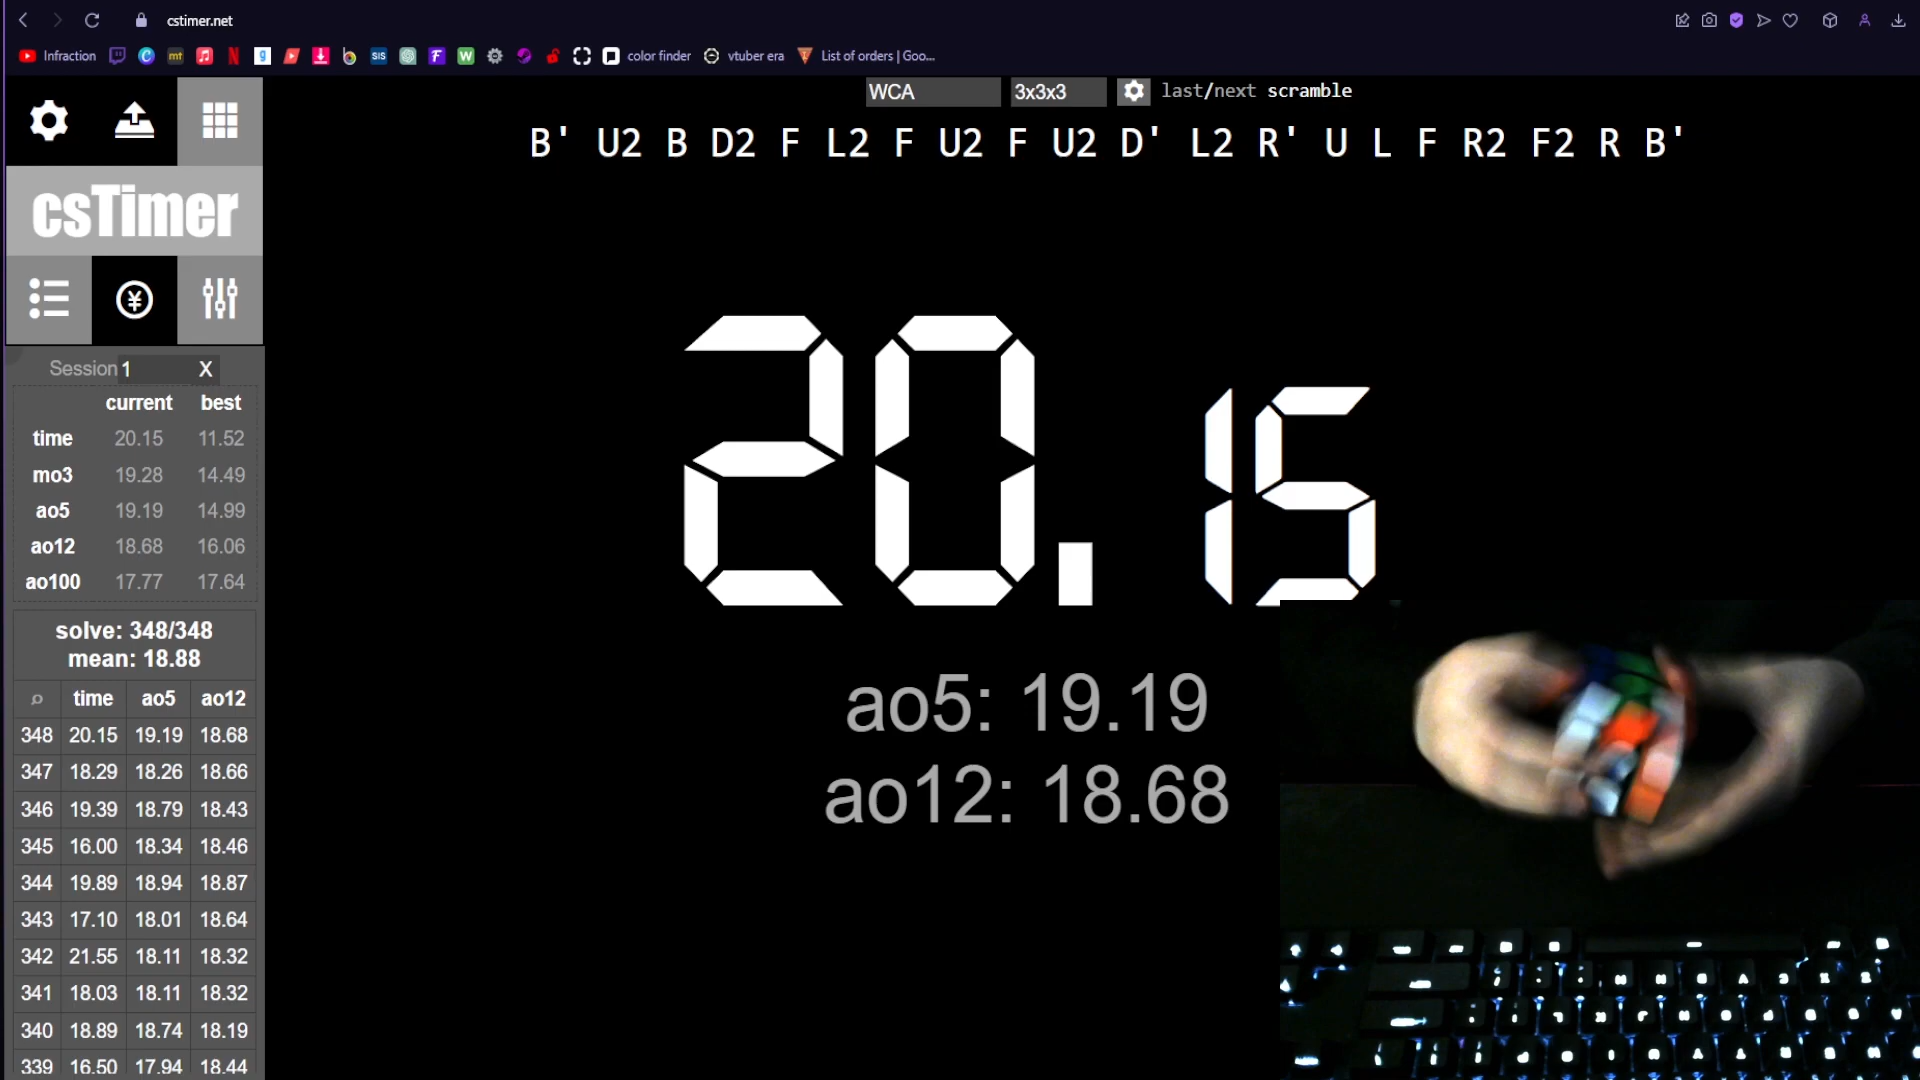 cstimer.net
Infraction
mt
SIS
F
W
color finder
vtuber era
List of orders | Goo...
WCA
3x3x3
last/next scramble
B' U2 B D2 F L2 F U2 F U2 D' L2 R' U L F R2 F2 R B'
csTimer
Session 1 X
current best
time 20.15 11.52
mo3 19.28 14.49
ao5 19.19 14.99
ao12 18.68 16.06
ao100 17.77 17.64
solve: 348/348
mean: 18.88
time ao5 ao12
348 20.15 19.19 18.68
347 18.29 18.26 18.66
346 19.39 18.79 18.43
345 16.00 18.34 18.46
344 19.89 18.94 18.87
343 17.10 18.01 18.64
342 21.55 18.11 18.32
341 18.03 18.11 18.32
340 18.89 18.74 18.19
339 16.50 17.94 18.44
20.15
ao5: 19.19
ao12: 18.68